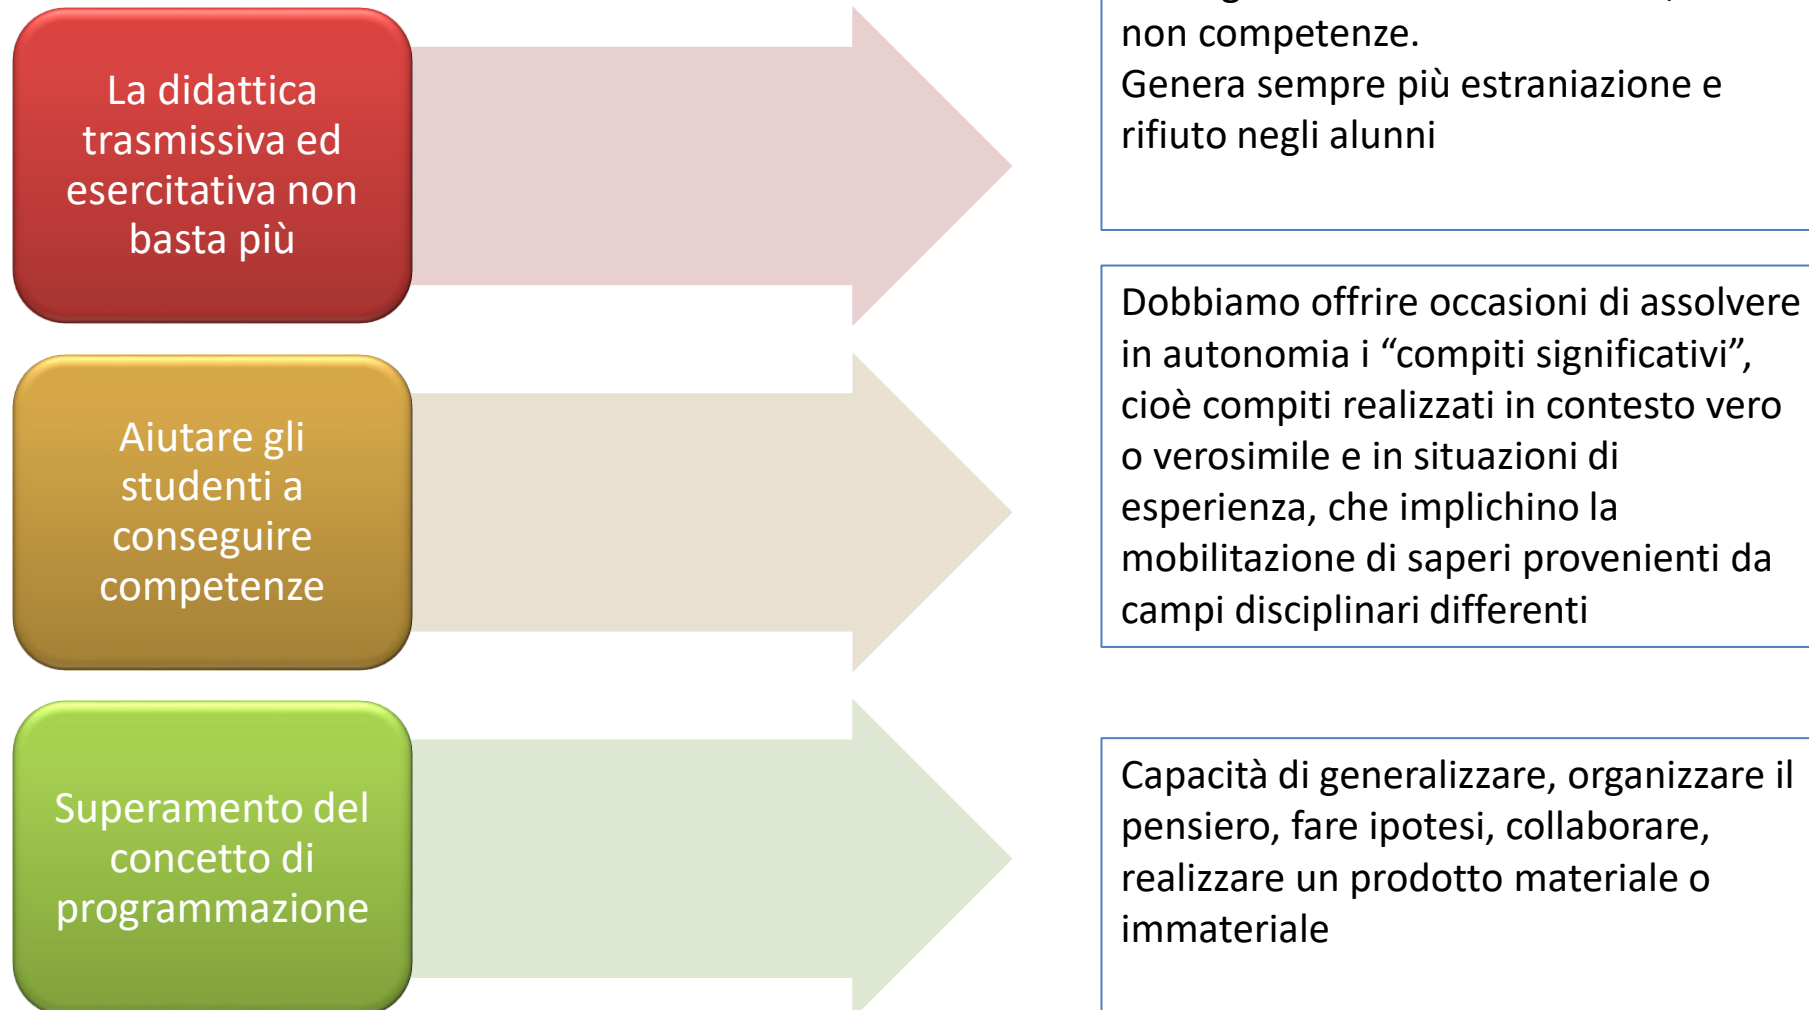 La didattica
trasmissiva ed
esercitativa non
basta più
non competenze.
Genera sempre più estraniazione e
rifiuto negli alunni
Aiutare gli
studenti a
conseguire
competenze
Dobbiamo offrire occasioni di assolvere
in autonomia i “compiti significativi”,
cioè compiti realizzati in contesto vero
o verosimile e in situazioni di
esperienza, che implichino la
mobilitazione di saperi provenienti da
campi disciplinari differenti
Superamento del
concetto di
programmazione
Capacità di generalizzare, organizzare il
pensiero, fare ipotesi, collaborare,
realizzare un prodotto materiale o
immateriale